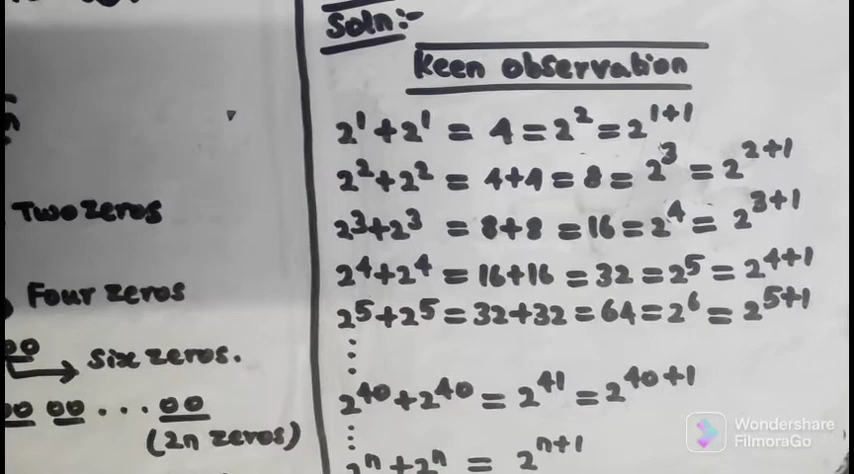 Two zeros
Four zeros
00
Six zeros.
00 00 ... 00
(2n zeros)
Soln:-
Keen observation
2¹+2¹ = 4 = 2² = 2¹⁺¹
2²+2² = 4+4 = 8 = 2³ = 2²⁺¹
2³+2³ = 8+8 = 16 = 2⁴ = 2³⁺¹
2⁴+2⁴ = 16+16 = 32 = 2⁵ = 2⁴⁺¹
2⁵+2⁵ = 32+32 = 64 = 2⁶ = 2⁵⁺¹
⋮
2⁴⁰+2⁴⁰ = 2⁴¹ = 2⁴⁰⁺¹
⋮
2ⁿ+2ⁿ = 2ⁿ⁺¹
Wondershare
FilmoraGo